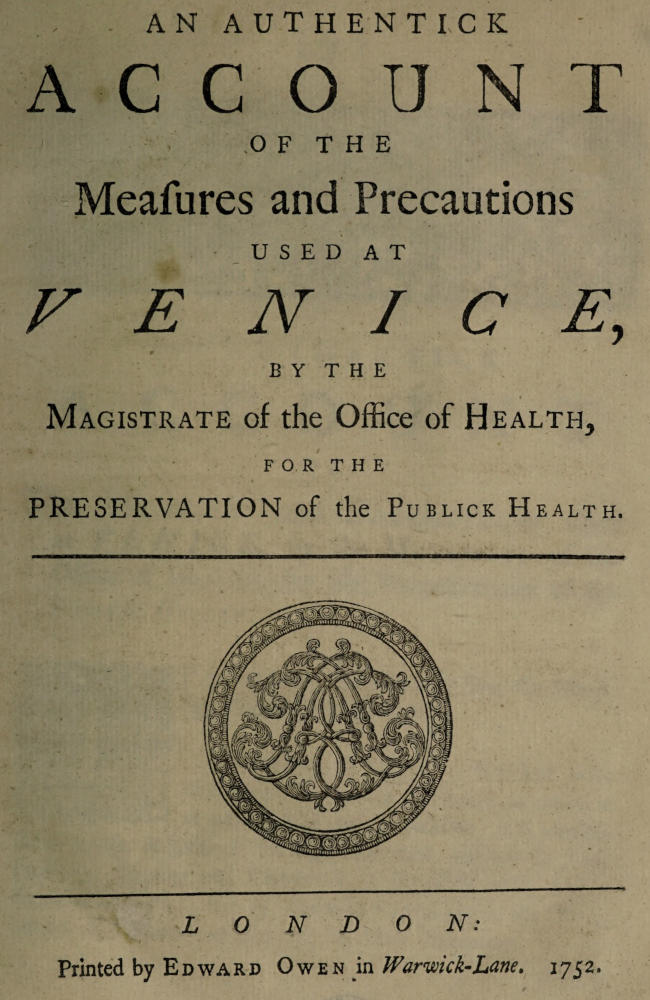 AN AUTHENTICK
ACCOUNT
OF THE
Meaſures and Precautions
USED AT
VENICE,
BY THE
MAGISTRATE of the Office of HEALTH,
FOR THE
PRESERVATION of the PUBLICK HEALTH.
LONDON:
Printed by EDWARD OWEN in Warwick-Lane. 1752.